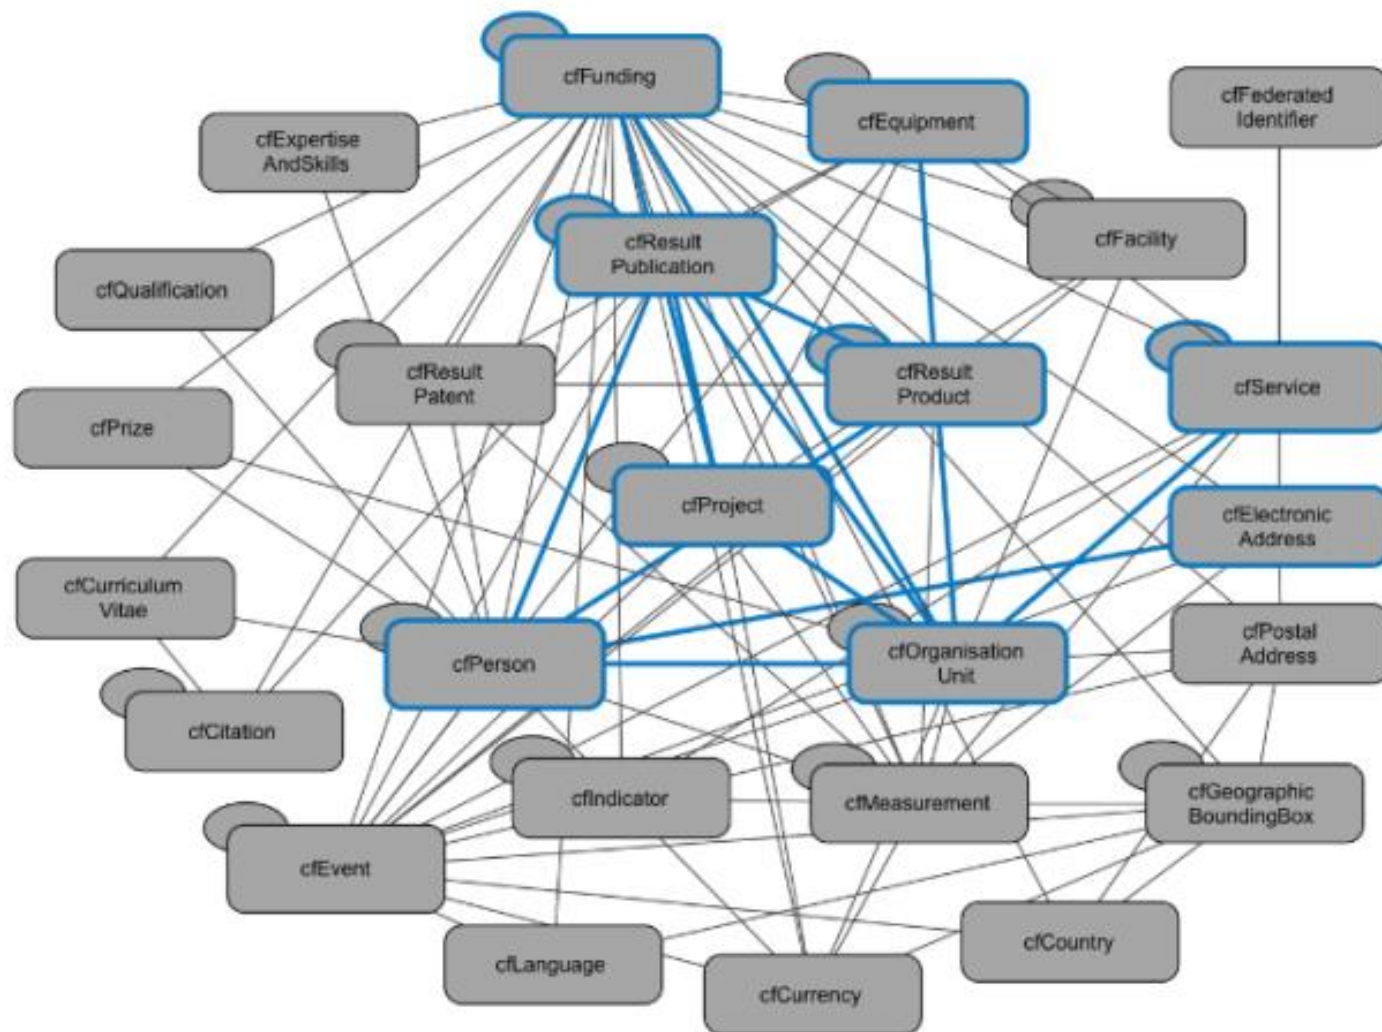 cfFunding
cfEquipment
cfFederated
Identifier
cfExpertise
AndSkills
cfResult
Publication
cfFacility
cfQualification
cfResult
Patent
cfResult
Product
cfService
cfPrize
cfProject
cfElectronic
Address
cfCurriculum
Vitae
cfPerson
cfOrganisation
Unit
cfPostal
Address
cfCitation
cfIndicator
cfMeasurement
cfGeographic
BoundingBox
cfEvent
cfLanguage
cfCurrency
cfCountry